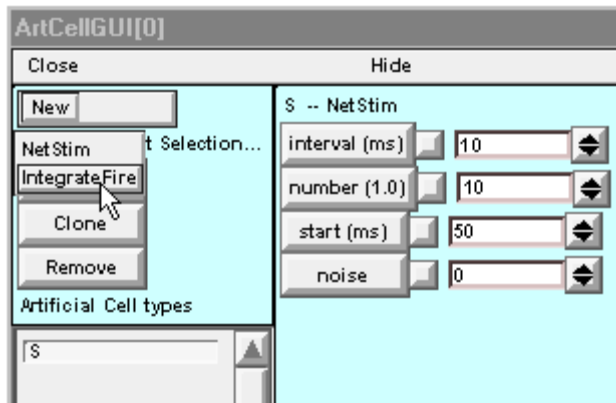 ArtCellGUI[0]
Close Hide
New
NetStim
IntegrateFire
t Selection...
Clone
Remove
Artificial Cell types
S
S -- NetStim
interval (ms) 10
number (1.0) 10
start (ms) 50
noise 0